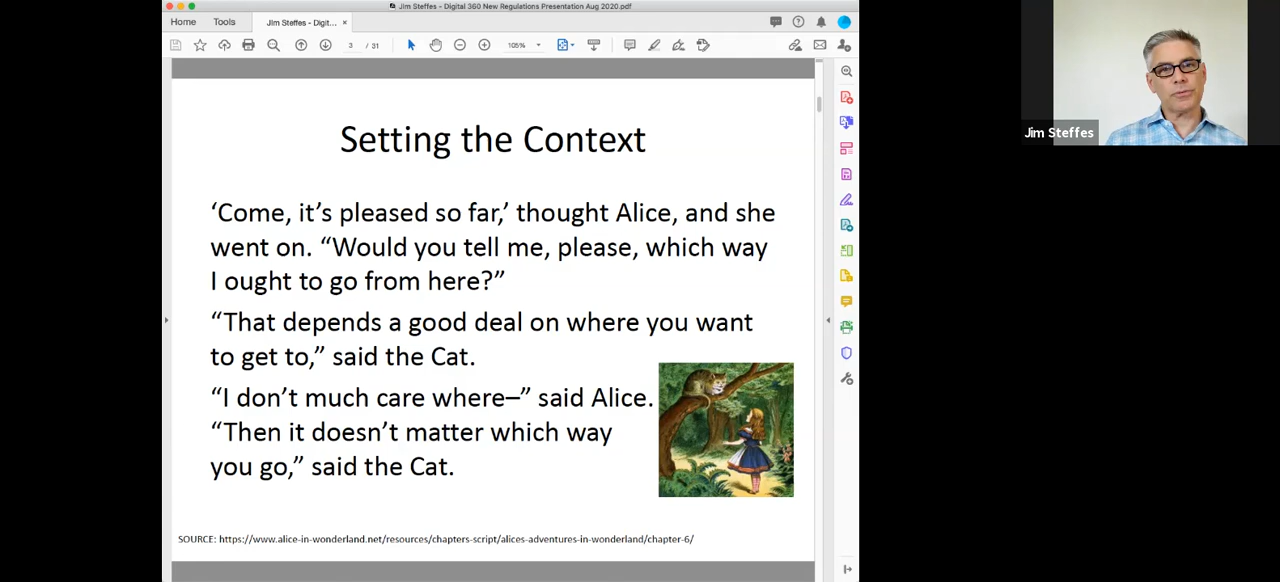 Jim Steffes - Digital 360 New Regulations Presentation Aug 2020.pdf
Home
Tools
Jim Steffes - Digit... ×
3 / 31
105%
Jim Steffes
Setting the Context
‘Come, it’s pleased so far,’ thought Alice, and she
went on. “Would you tell me, please, which way
I ought to go from here?”
“That depends a good deal on where you want
to get to,” said the Cat.
“I don’t much care where–” said Alice.
“Then it doesn’t matter which way
you go,” said the Cat.
SOURCE: https://www.alice-in-wonderland.net/resources/chapters-script/alices-adventures-in-wonderland/chapter-6/